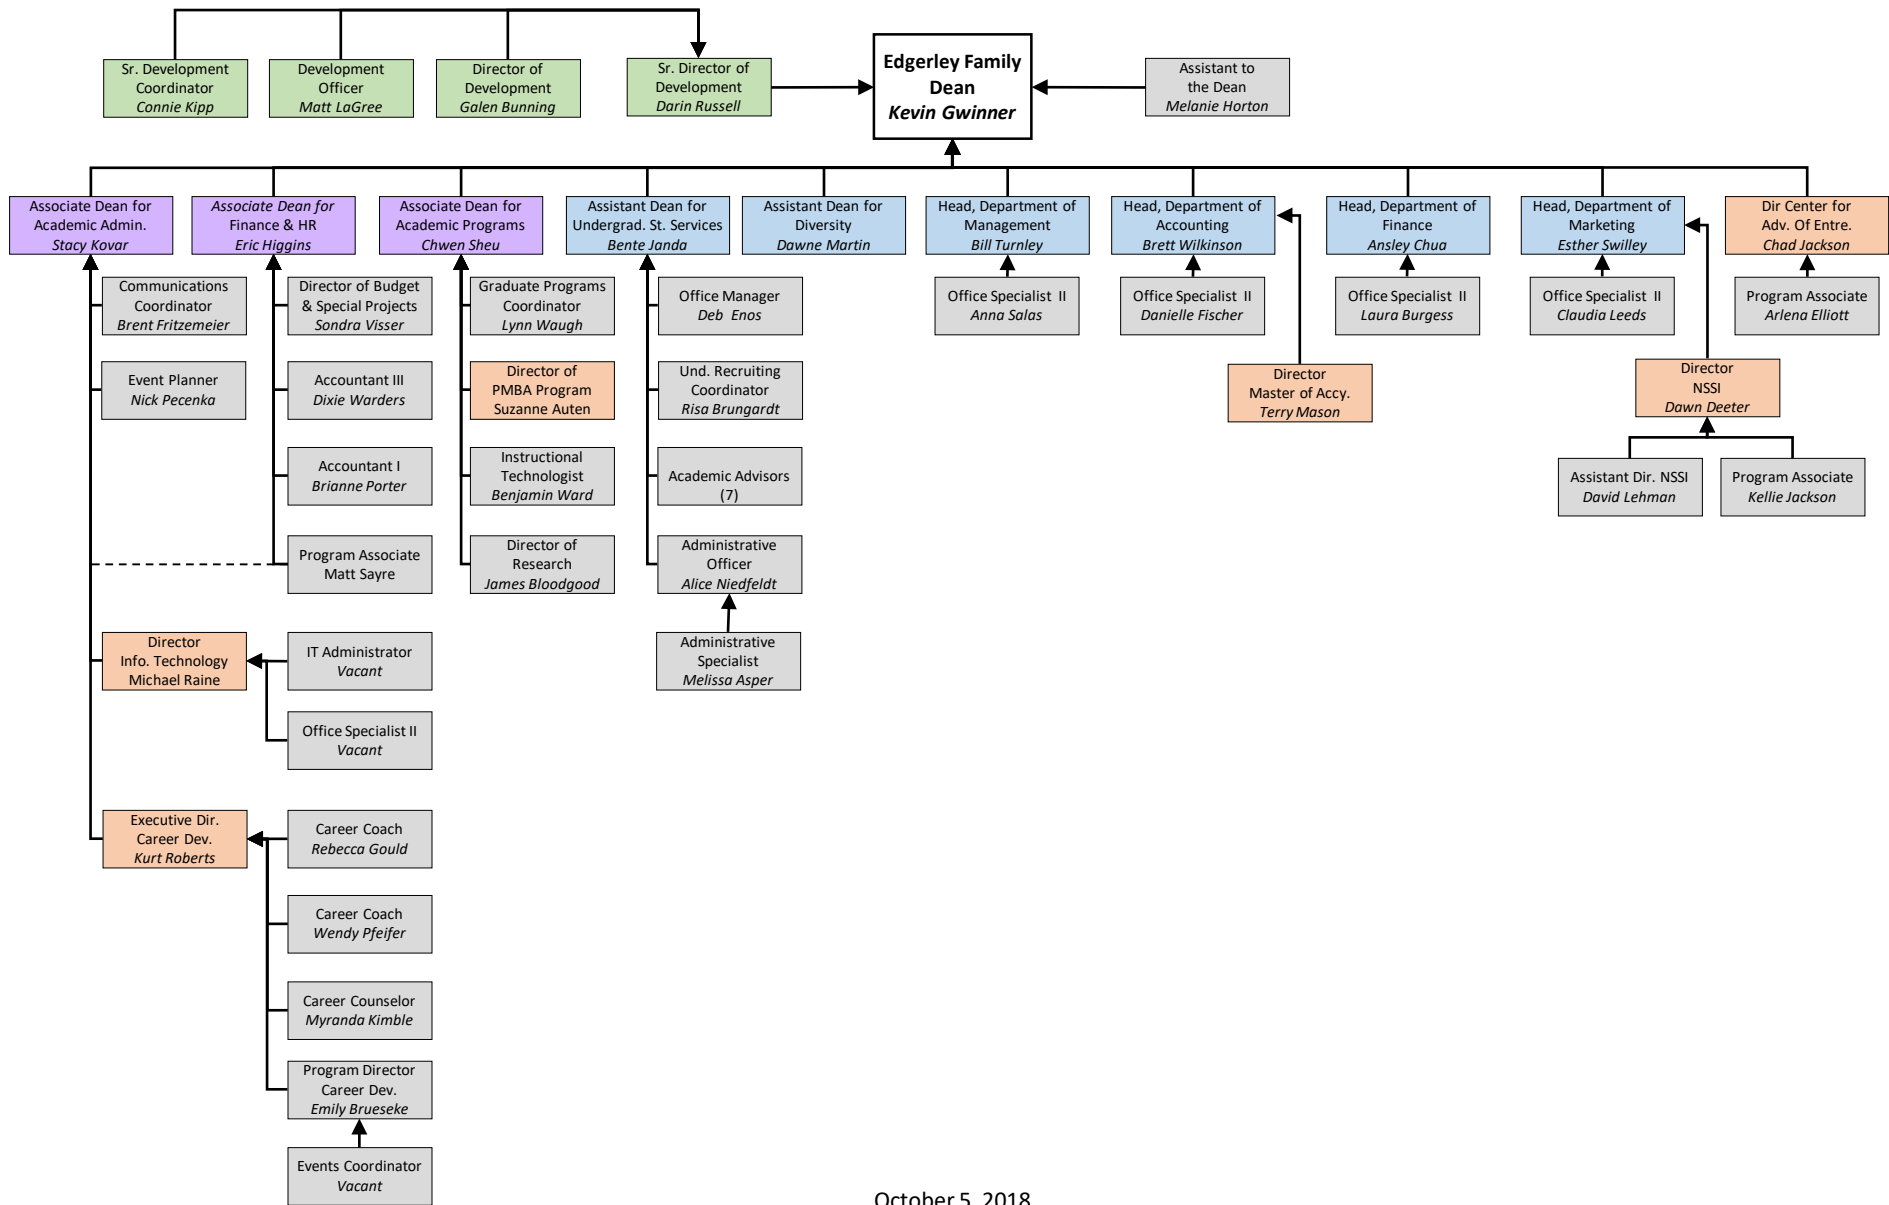 Sr. Development
Coordinator
Connie Kipp
Development
Officer
Matt LaGree
Director of
Development
Galen Bunning
Sr. Director of
Development
Darin Russell
Edgerley Family
Dean
Kevin Gwinner
Assistant to
the Dean
Melanie Horton
Associate Dean for
Academic Admin.
Stacy Kovar
Associate Dean for
Finance & HR
Eric Higgins
Associate Dean for
Academic Programs
Chwen Sheu
Assistant Dean for
Undergrad. St. Services
Bente Janda
Assistant Dean for
Diversity
Dawne Martin
Head, Department of
Management
Bill Turnley
Head, Department of
Accounting
Brett Wilkinson
Head, Department of
Finance
Ansley Chua
Head, Department of
Marketing
Esther Swilley
Dir Center for
Adv. Of Entre.
Chad Jackson
Communications
Coordinator
Brent Fritzemeier
Director of Budget
& Special Projects
Sondra Visser
Graduate Programs
Coordinator
Lynn Waugh
Office Manager
Deb Enos
Office Specialist II
Anna Salas
Office Specialist II
Danielle Fischer
Office Specialist II
Laura Burgess
Office Specialist II
Claudia Leeds
Program Associate
Arlena Elliott
Event Planner
Nick Pecenka
Accountant III
Dixie Warders
Director of
PMBA Program
Suzanne Auten
Und. Recruiting
Coordinator
Risa Brungardt
Director
Master of Accy.
Terry Mason
Director
NSSI
Dawn Deeter
Accountant I
Brianne Porter
Instructional
Technologist
Benjamin Ward
Academic Advisors
(7)
Assistant Dir. NSSI
David Lehman
Program Associate
Kellie Jackson
Program Associate
Matt Sayre
Director of
Research
James Bloodgood
Administrative
Officer
Alice Niedfeldt
Director
Info. Technology
Michael Raine
IT Administrator
Vacant
Administrative
Specialist
Melissa Asper
Office Specialist II
Vacant
Executive Dir.
Career Dev.
Kurt Roberts
Career Coach
Rebecca Gould
Career Coach
Wendy Pfeifer
Career Counselor
Myranda Kimble
Program Director
Career Dev.
Emily Brueseke
Events Coordinator
Vacant
October 5, 2018